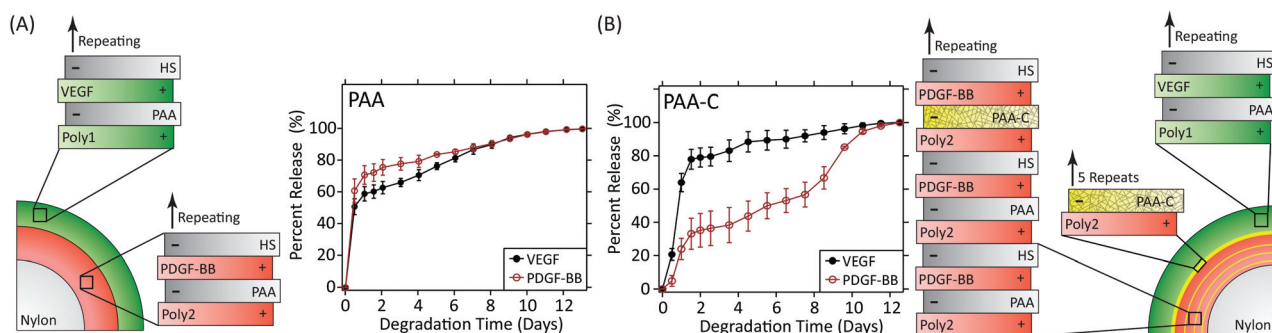 (A)
Repeating
− HS
VEGF +
− PAA
Poly1 +
Repeating
− HS
PDGF-BB +
− PAA
Poly2 +
Nylon
PAA
Percent Release (%)
100
80
60
40
20
0
0 2 4 6 8 10 12
Degradation Time (Days)
VEGF
PDGF-BB
(B)
PAA-C
Percent Release (%)
100
80
60
40
20
0
0 2 4 6 8 10 12
Degradation Time (Days)
VEGF
PDGF-BB
Repeating
− HS
PDGF-BB +
− PAA-C
Poly2 +
− HS
PDGF-BB +
− PAA
Poly2 +
− HS
PDGF-BB +
− PAA
Poly2 +
5 Repeats
− PAA-C
Poly2 +
Repeating
− HS
VEGF +
− PAA
Poly1 +
Nylon